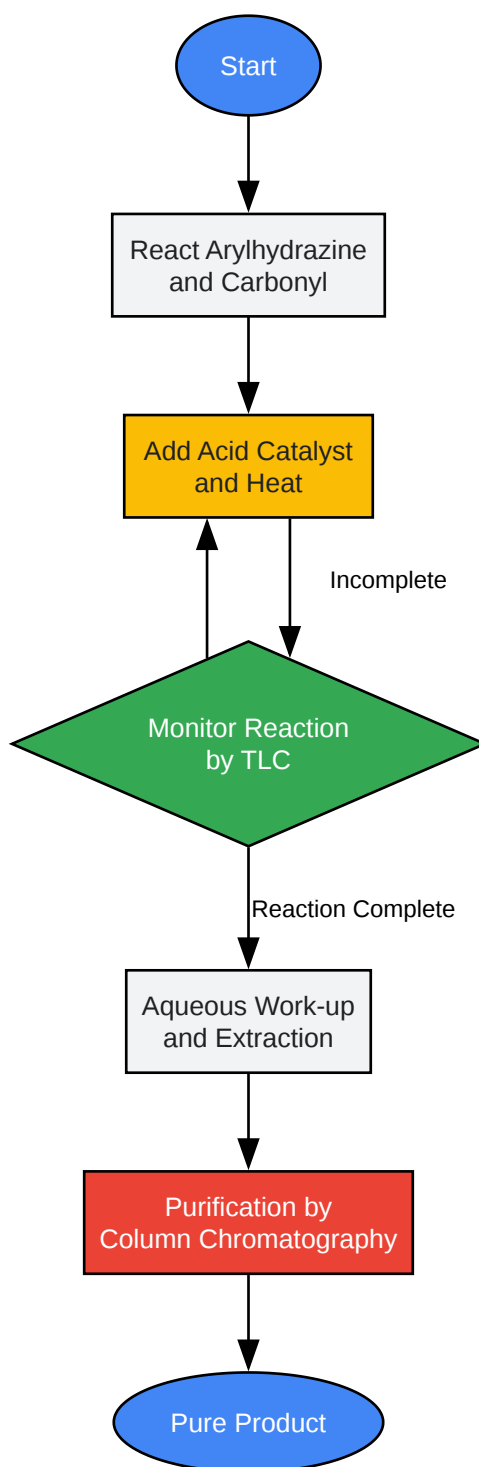 Start
React Arylhydrazine
and Carbonyl
Add Acid Catalyst
and Heat
Incomplete
Monitor Reaction
by TLC
Reaction Complete
Aqueous Work-up
and Extraction
Purification by
Column Chromatography
Pure Product